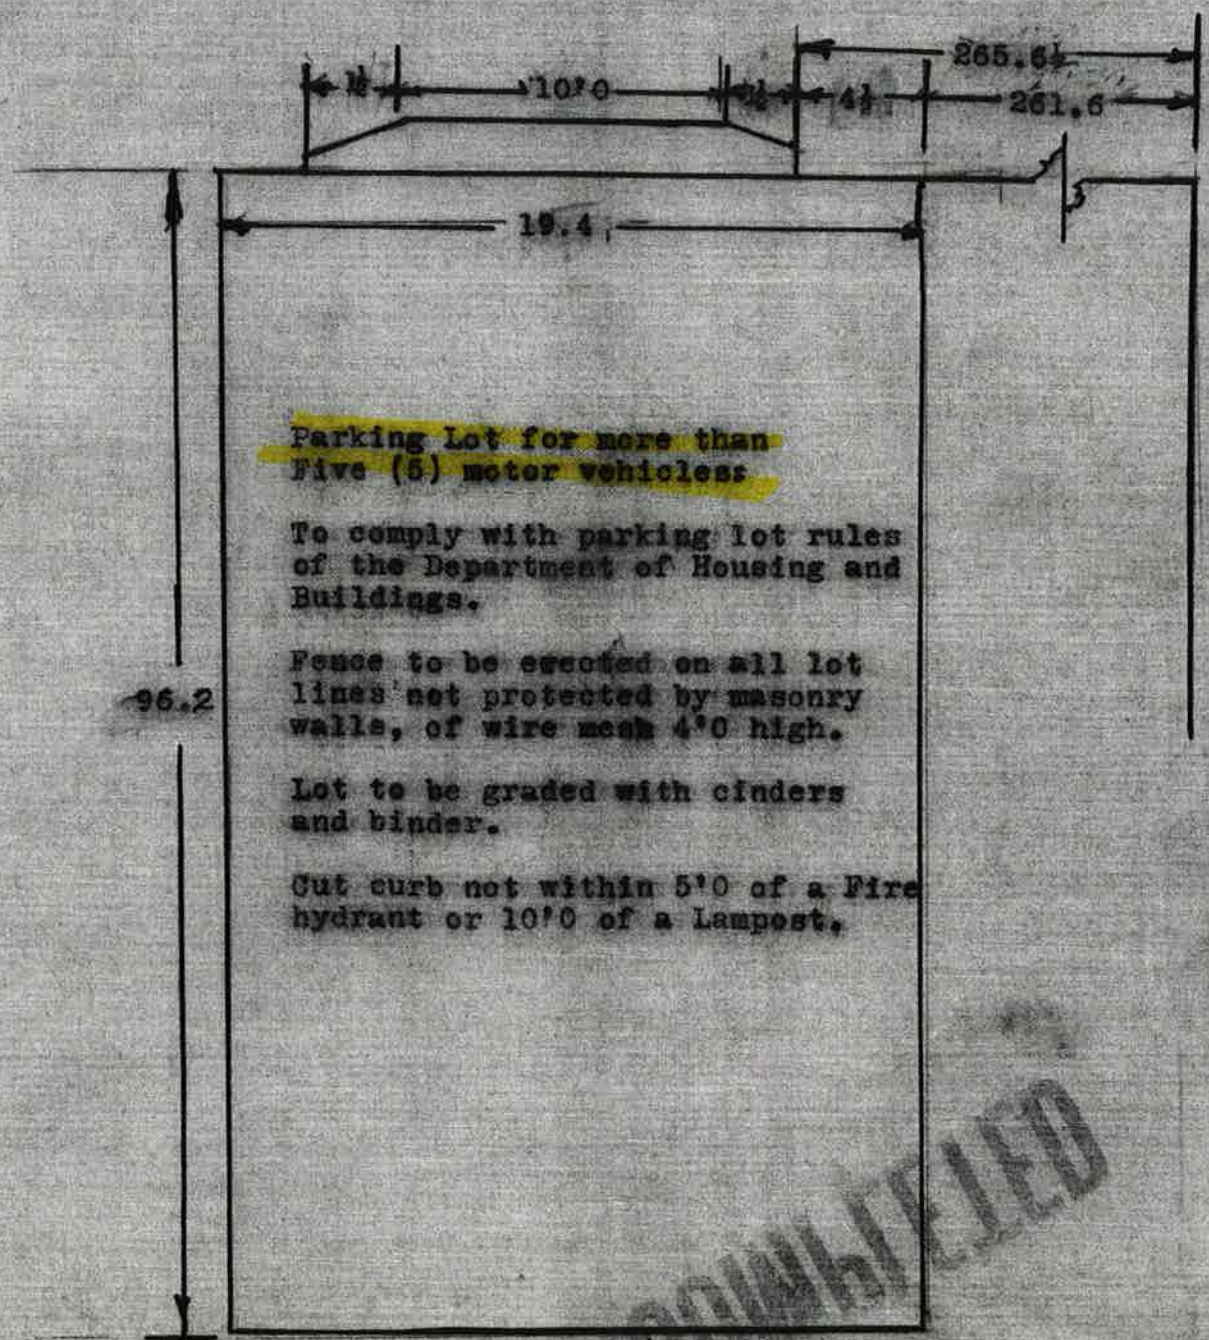 265.6½
½ 10'0 ½ 4½ 261.6
19.4
Parking Lot for more than
Five (5) motor vehicless
To comply with parking lot rules
of the Department of Housing and
Buildings.
Fence to be erected on all lot
lines not protected by masonry
walls, of wire mesh 4'0 high.
96.2
Lot to be graded with cinders
and binder.
Cut curb not within 5'0 of a Fire
hydrant or 10'0 of a Lampost.
COMPLETED